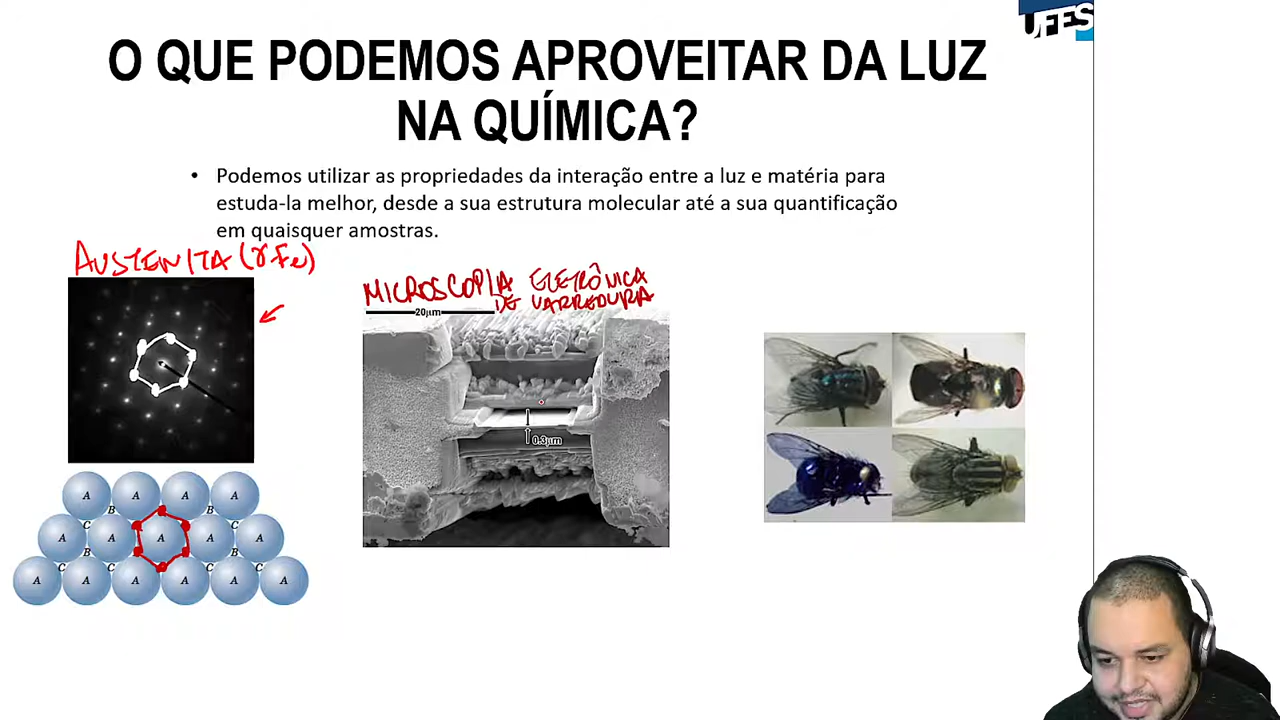 UFES
O QUE PODEMOS APROVEITAR DA LUZ
NA QUÍMICA?
• Podemos utilizar as propriedades da interação entre a luz e matéria para
estuda-la melhor, desde a sua estrutura molecular até a sua quantificação
em quaisquer amostras.
AUSTENITA (γFe)
MICROSCOPIA ELETRÔNICA
DE VARREDURA
20μm
0.3μm
A A A A
B B B
C C
A A A A A
B B
C C C C
A A A A A A